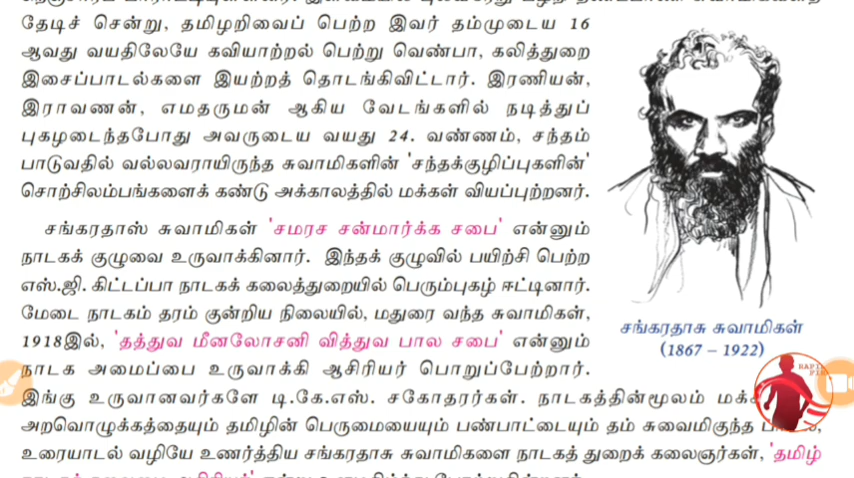 தேடிச் சென்று, தமிழறிவைப் பெற்ற இவர் தம்முடைய 16
ஆவது வயதிலேயே கவியாற்றல் பெற்று வெண்பா, கலித்துறை
இசைப்பாடல்களை இயற்றத் தொடங்கிவிட்டார். இரணியன்,
இராவணன், எமதருமன் ஆகிய வேடங்களில் நடித்துப்
புகழடைந்தபோது அவருடைய வயது 24. வண்ணம், சந்தம்
பாடுவதில் வல்லவராயிருந்த சுவாமிகளின் 'சந்தக்குழிப்புகளின்'
சொற்சிலம்பங்களைக் கண்டு அக்காலத்தில் மக்கள் வியப்புற்றனர்.
சங்கரதாஸ் சுவாமிகள் 'சமரச சன்மார்க்க சபை' என்னும்
நாடகக் குழுவை உருவாக்கினார். இந்தக் குழுவில் பயிற்சி பெற்ற
எஸ்.ஜி. கிட்டப்பா நாடகக் கலைத்துறையில் பெரும்புகழ் ஈட்டினார்.
மேடை நாடகம் தரம் குன்றிய நிலையில், மதுரை வந்த சுவாமிகள்,
1918இல், 'தத்துவ மீனலோசனி வித்துவ பால சபை' என்னும்
நாடக அமைப்பை உருவாக்கி ஆசிரியர் பொறுப்பேற்றார்.
இங்கு உருவானவர்களே டி.கே.எஸ். சகோதரர்கள். நாடகத்தின்மூலம்
அறவொழுக்கத்தையும் தமிழின் பெருமையையும் பண்பாட்டையும் தம் சுவைமிகுந்த
உரையாடல் வழியே உணர்த்திய சங்கரதாசு சுவாமிகளை நாடகத் துறைக் கலைஞர்கள், 'தமிழ்
சங்கரதாசு சுவாமிகள்
(1867 – 1922)